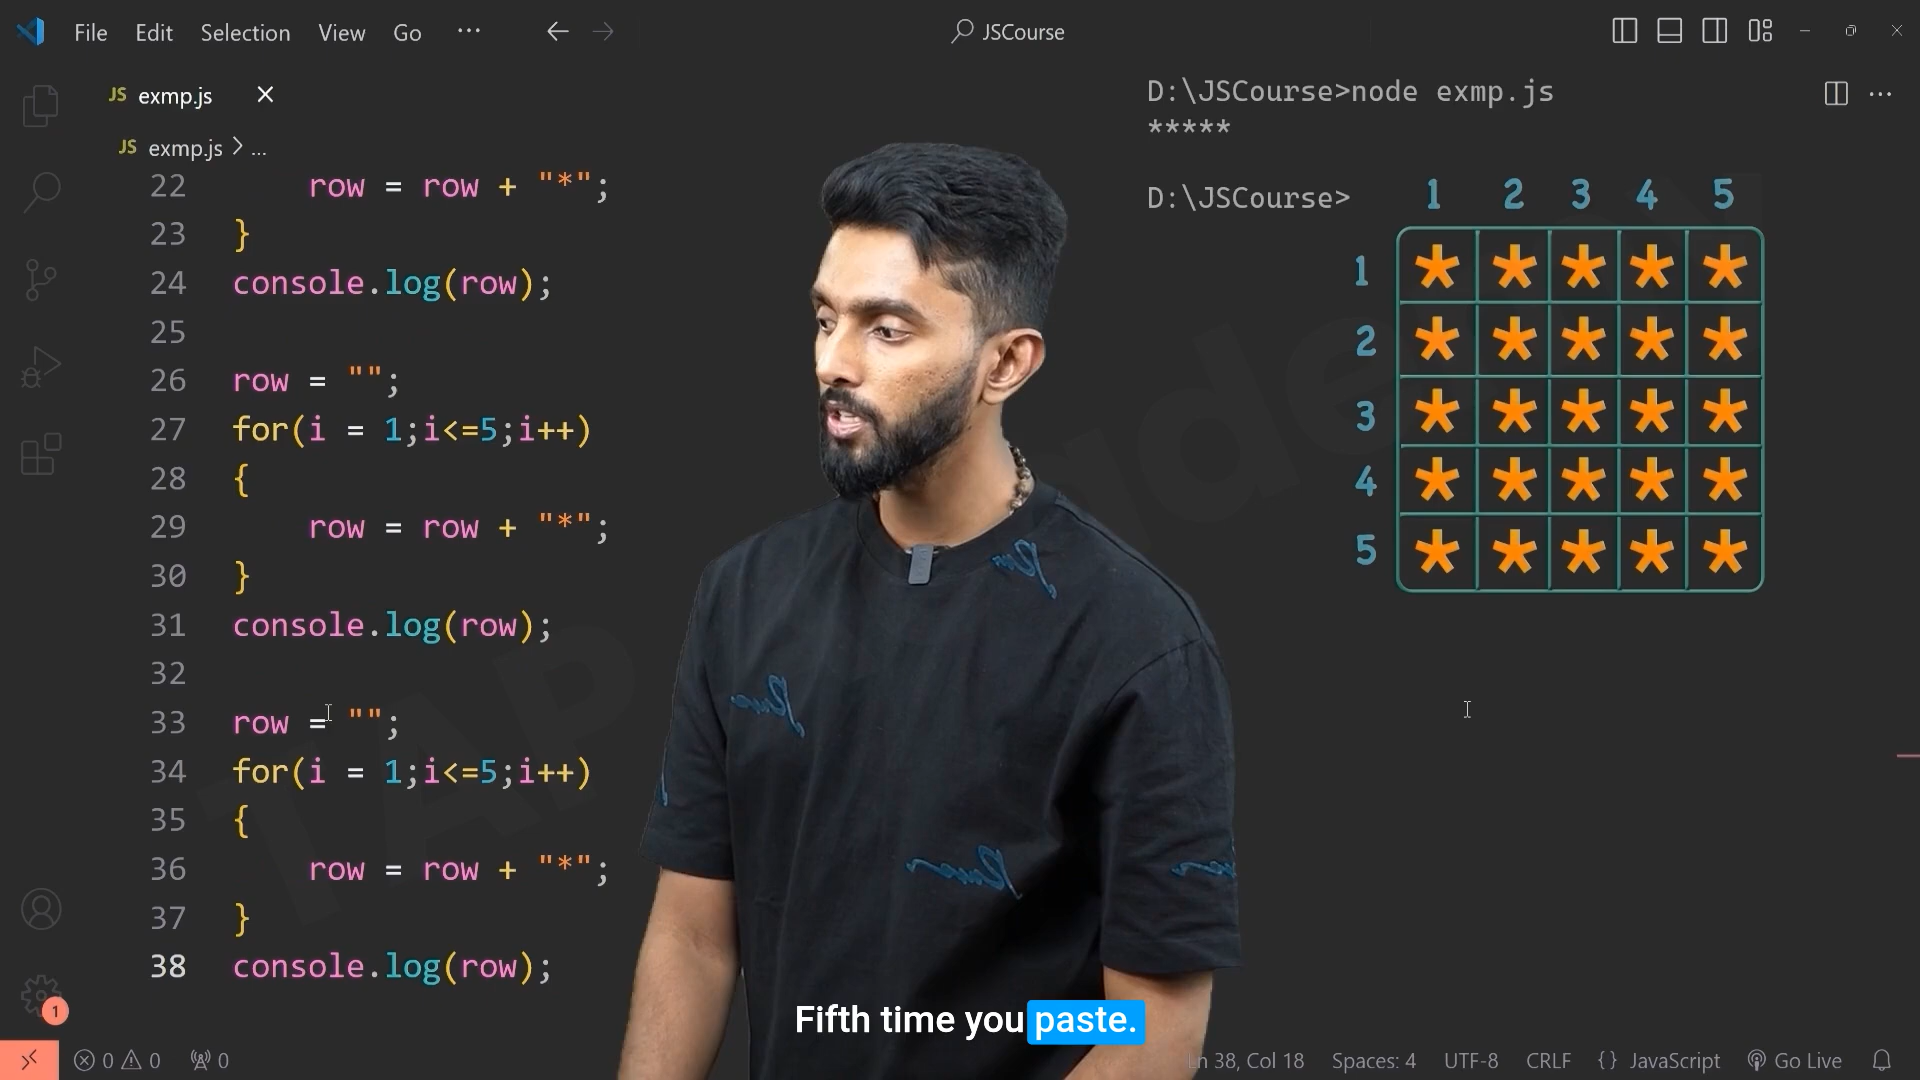 File Edit Selection View Go ...
JSCourse
JS exmp.js
JS exmp.js > ...
22 row = row + "*";
23 }
24 console.log(row);
25
26 row = "";
27 for(i = 1;i<=5;i++)
28 {
29 row = row + "*";
30 }
31 console.log(row);
32
33 row = "";
34 for(i = 1;i<=5;i++)
35 {
36 row = row + "*";
37 }
38 console.log(row);
D:\JSCourse>node exmp.js
*****
D:\JSCourse>
1 2 3 4 5
1 * * * * *
2 * * * * *
3 * * * * *
4 * * * * *
5 * * * * *
Fifth time you paste.
1
0 0 0
Ln 38, Col 18 Spaces: 4 UTF-8 CRLF {} JavaScript Go Live